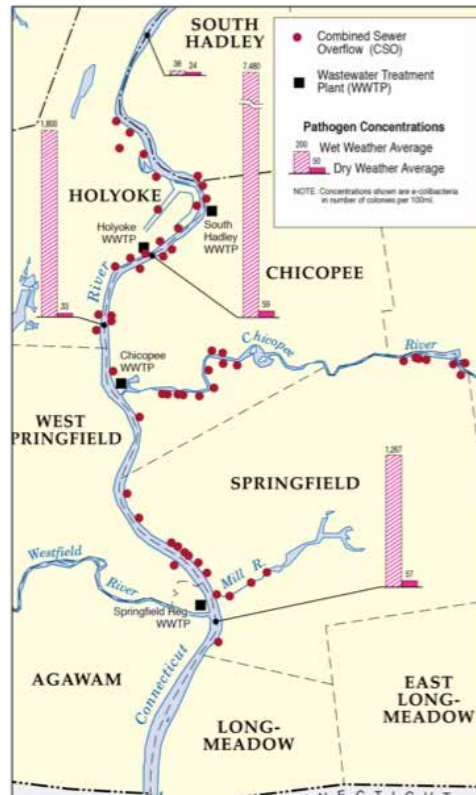 SOUTH
HADLEY
38
24
7,480
Combined Sewer
Overflow (CSO)
Wastewater Treatment
Plant (WWTP)
Pathogen Concentrations
200
Wet Weather Average
50
Dry Weather Average
NOTE: Concentrations shown are e-colibacteria
in number of colonies per 100ml.
1,800
HOLYOKE
Holyoke
WWTP
South
Hadley
WWTP
CHICOPEE
River
33
59
Chicopee
River
Chicopee
WWTP
WEST
PRINGFIELD
1,267
SPRINGFIELD
Westfield
River
Mill R.
57
Springfield Reg
WWTP
AGAWAM
Connecticut
LONG-
MEADOW
EAST
LONG-
MEADOW
N E C T I C U T